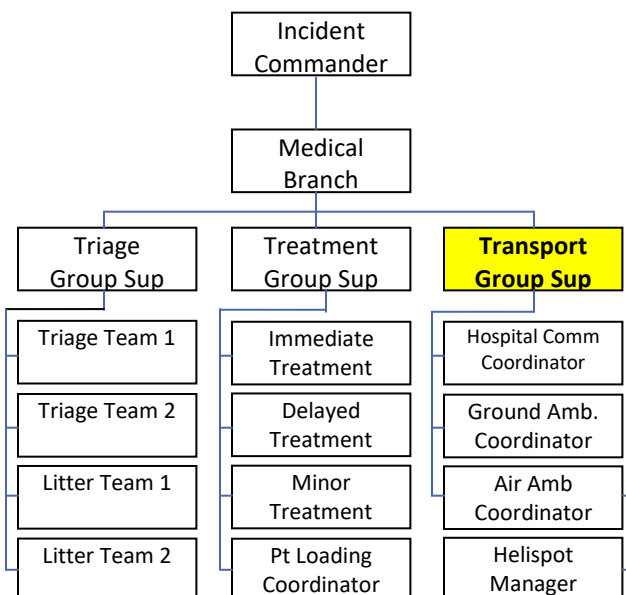 Incident
Commander
Medical
Branch
Triage
Group Sup
Treatment
Group Sup
Transport
Group Sup
Triage Team 1
Immediate
Treatment
Hospital Comm
Coordinator
Triage Team 2
Delayed
Treatment
Ground Amb.
Coordinator
Litter Team 1
Minor
Treatment
Air Amb
Coordinator
Litter Team 2
Pt Loading
Coordinator
Helispot
Manager